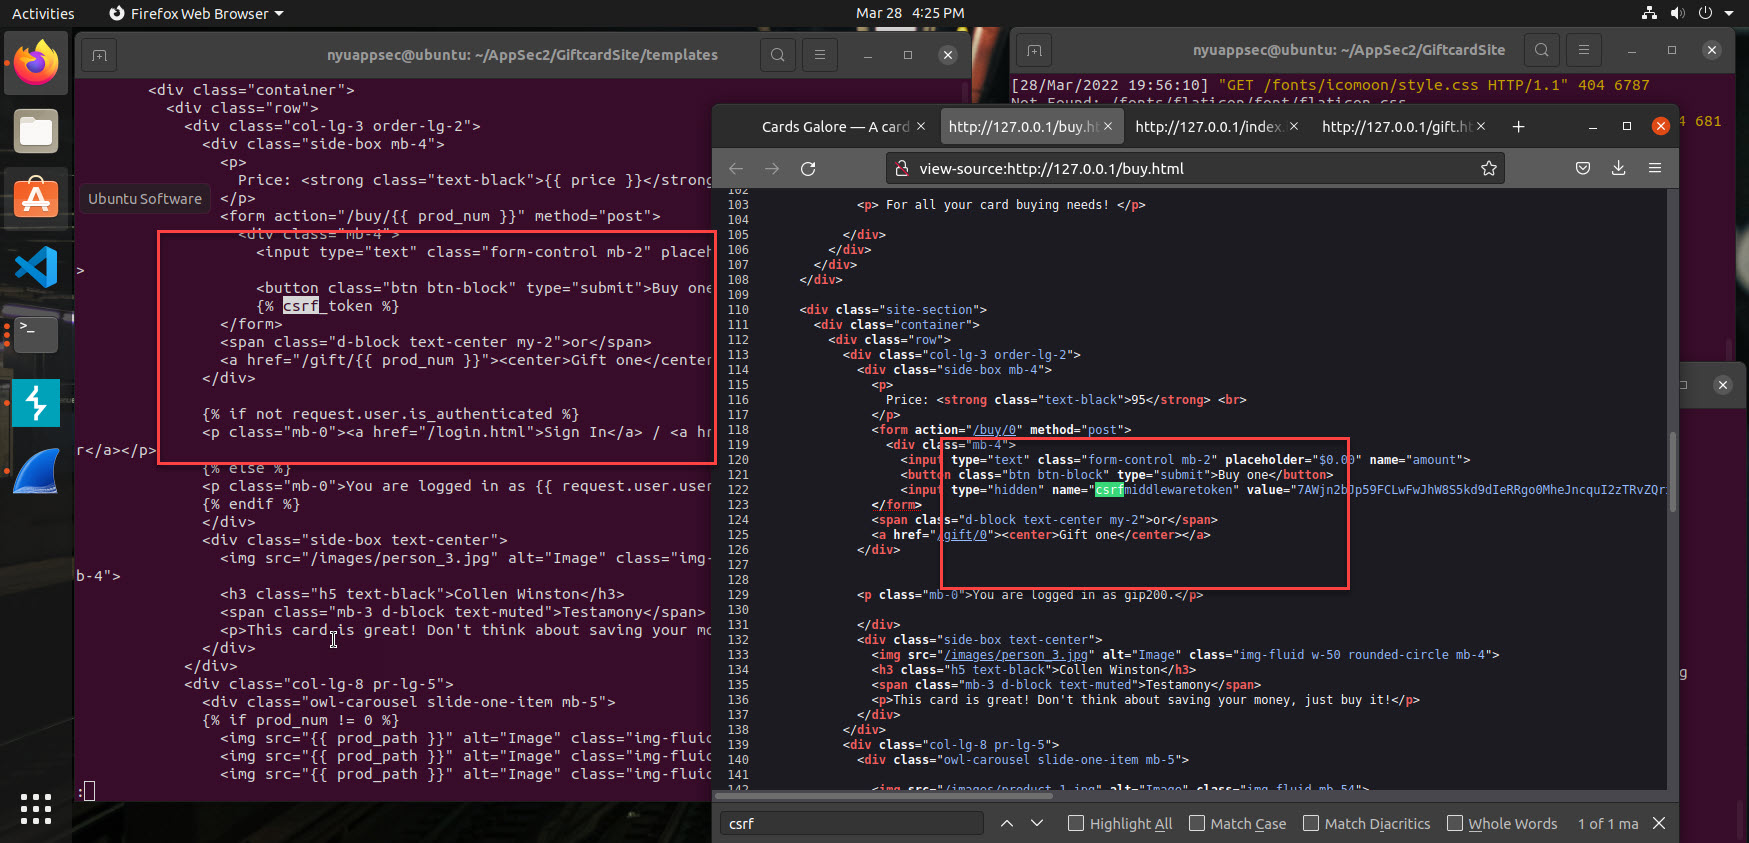 Activities
Firefox Web Browser
Mar 28 4:25 PM
nyuappsec@ubuntu: ~/AppSec2/GiftcardSite/templates
<div class="container">
<div class="row">
<div class="col-lg-3 order-lg-2">
<div class="side-box mb-4">
<p>
Price: <strong class="text-black">{{ price }}</strong
</p>
Ubuntu Software
<form action="/buy/{{ prod_num }}" method="post">
<div class="mb-4">
<input type="text" class="form-control mb-2" placeh
>
<button class="btn btn-block" type="submit">Buy one
{% csrf_token %}
</form>
<span class="d-block text-center my-2">or</span>
<a href="/gift/{{ prod_num }}"><center>Gift one</center
</div>
{% if not request.user.is_authenticated %}
<p class="mb-0"><a href="/login.html">Sign In</a> / <a hr
r</a></p>
{% else %}
<p class="mb-0">You are logged in as {{ request.user.user
{% endif %}
</div>
<div class="side-box text-center">
<img src="/images/person_3.jpg" alt="Image" class="img-
b-4">
<h3 class="h5 text-black">Collen Winston</h3>
<span class="mb-3 d-block text-muted">Testamony</span>
<p>This card is great! Don't think about saving your mo
</div>
</div>
<div class="col-lg-8 pr-lg-5">
<div class="owl-carousel slide-one-item mb-5">
{% if prod_num != 0 %}
<img src="{{ prod_path }}" alt="Image" class="img-fluid
<img src="{{ prod_path }}" alt="Image" class="img-fluid
<img src="{{ prod_path }}" alt="Image" class="img-fluid
:
nyuappsec@ubuntu: ~/AppSec2/GiftcardSite
[28/Mar/2022 19:56:10] "GET /fonts/icomoon/style.css HTTP/1.1" 404 6787
Not Found: /fonts/flaticon/font/flaticon.css
4 681
Cards Galore — A card
http://127.0.0.1/buy.ht
http://127.0.0.1/index.
http://127.0.0.1/gift.ht
view-source:http://127.0.0.1/buy.html
102
103 <p> For all your card buying needs! </p>
104
105 </div>
106 </div>
107 </div>
108 </div>
109
110 <div class="site-section">
111 <div class="container">
112 <div class="row">
113 <div class="col-lg-3 order-lg-2">
114 <div class="side-box mb-4">
115 <p>
116 Price: <strong class="text-black">95</strong> <br>
117 </p>
118 <form action="/buy/0" method="post">
119 <div class="mb-4">
120 <input type="text" class="form-control mb-2" placeholder="$0.00" name="amount">
121 <button class="btn btn-block" type="submit">Buy one</button>
122 <input type="hidden" name="csrfmiddlewaretoken" value="7AWjn2bJp59FCLwFwJhW8S5kd9dIeRRgo0MheJncquI2zTRvZQr
123 </form>
124 <span class="d-block text-center my-2">or</span>
125 <a href="/gift/0"><center>Gift one</center></a>
126 </div>
127
128
129 <p class="mb-0">You are logged in as gip200.</p>
130
131 </div>
132 <div class="side-box text-center">
133 <img src="/images/person_3.jpg" alt="Image" class="img-fluid w-50 rounded-circle mb-4">
134 <h3 class="h5 text-black">Collen Winston</h3>
135 <span class="mb-3 d-block text-muted">Testamony</span>
136 <p>This card is great! Don't think about saving your money, just buy it!</p>
137 </div>
138 </div>
139 <div class="col-lg-8 pr-lg-5">
140 <div class="owl-carousel slide-one-item mb-5">
141
142 <img src="/images/product_1.jpg" alt="Image" class="img-fluid mb-54">
g
csrf
Highlight All
Match Case
Match Diacritics
Whole Words
1 of 1 ma